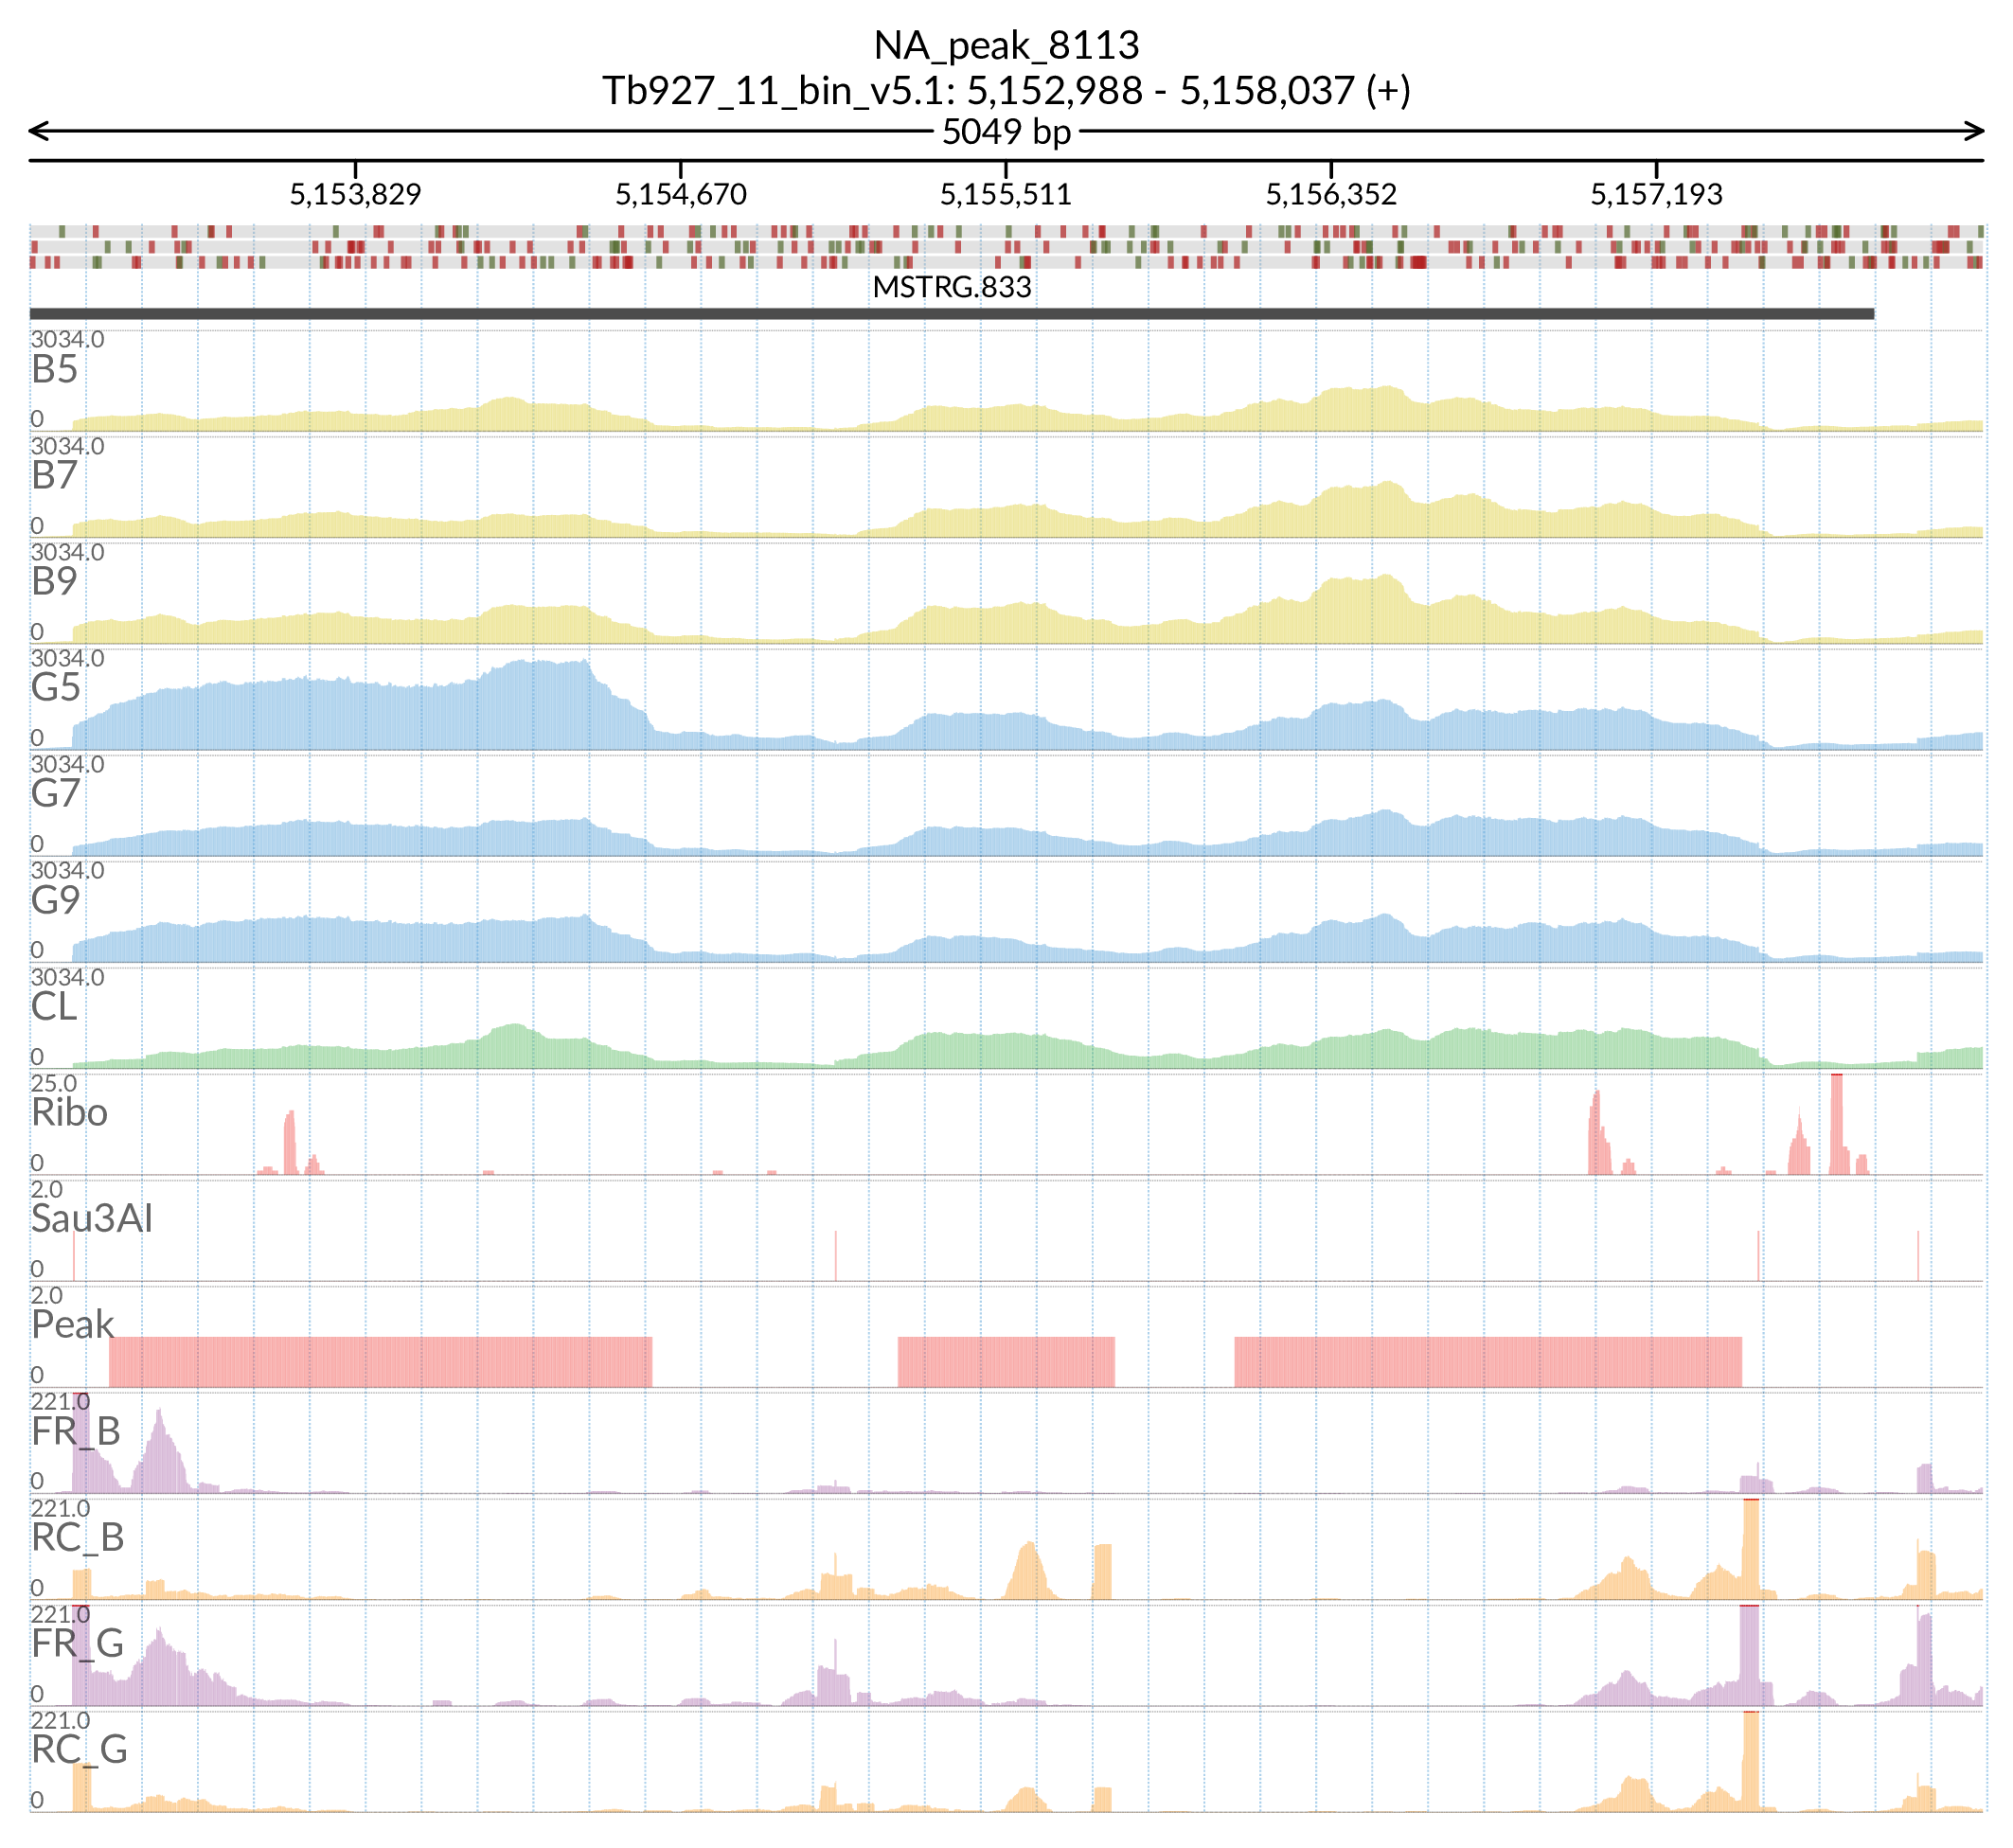 NA_peak_8113
Tb927_11_bin_v5.1: 5,152,988 - 5,158,037 (+)
5049 bp
5,153,829 5,154,670 5,155,511 5,156,352 5,157,193
MSTRG.833
3034.0
B5
0
3034.0
B7
0
3034.0
B9
0
3034.0
G5
0
3034.0
G7
0
3034.0
G9
0
3034.0
CL
0
25.0
Ribo
0
2.0
Sau3AI
0
2.0
Peak
0
221.0
FR_B
0
221.0
RC_B
0
221.0
FR_G
0
221.0
RC_G
0